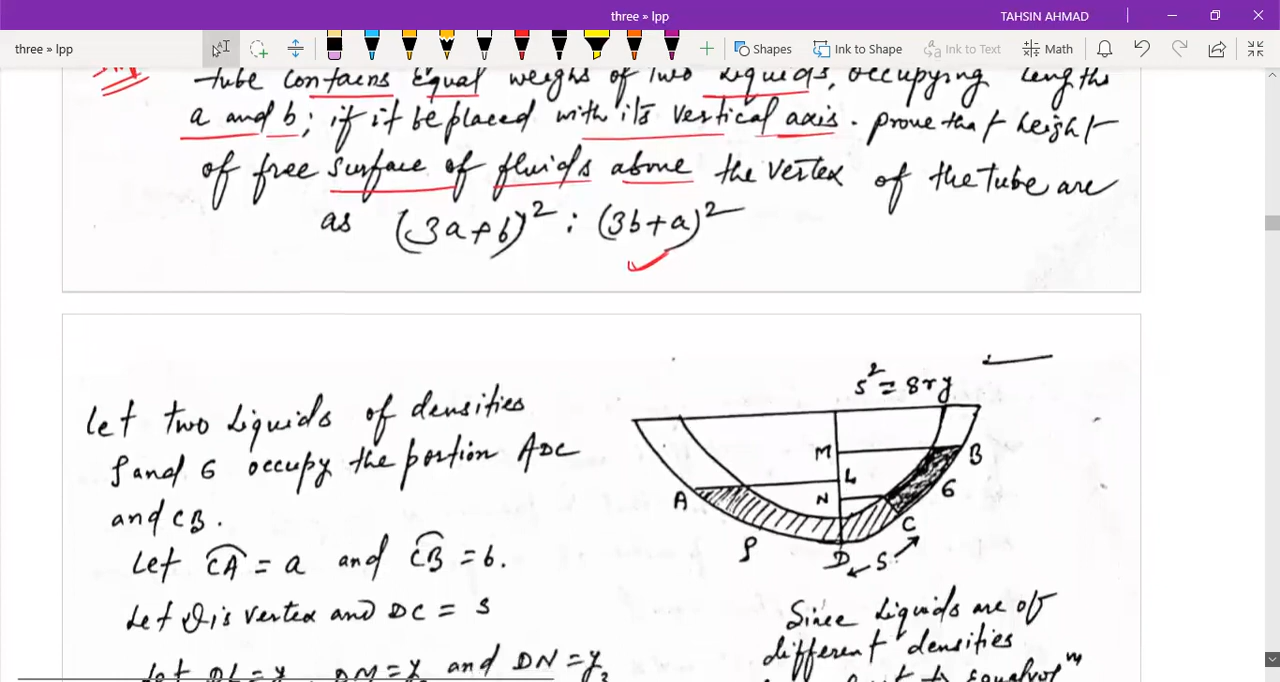 three » lpp
TAHSIN AHMAD
three » lpp
Shapes
Ink to Shape
Ink to Text
Math
tube contains Equal weighs of two liquids, occupying lengths
a and b; if it be placed with its vertical axis. prove that height
of free surface of fluids above the vertex of the tube are
as (3a+b)² : (3b+a)²
Let two liquids of densities
ρ and σ occupy the portion ADC
and CB.
Let CA = a and CB = b.
Let D is vertex and DC = s
and DN = y₃
s² = 8ry
M
B
L
A
N
σ
C
ρ
D
s
Since liquids are of
different densities